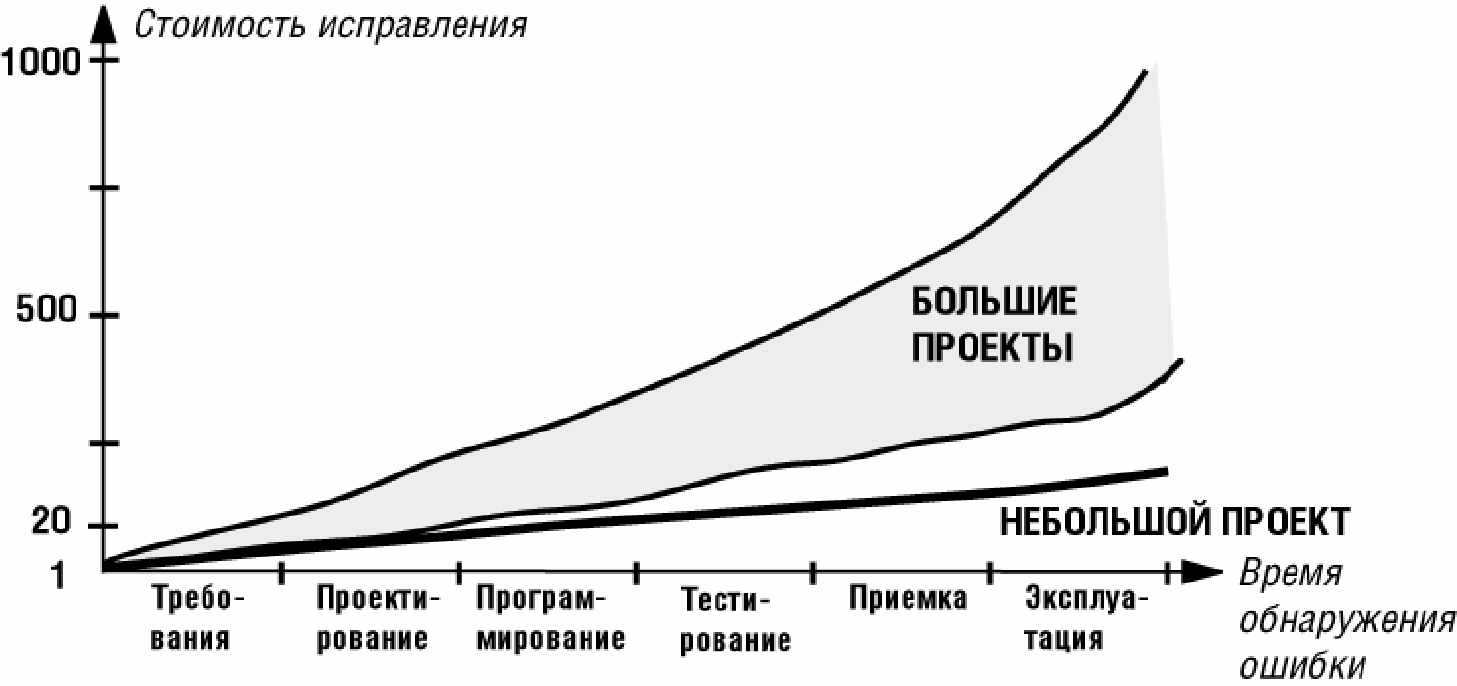 Стоимость исправления
1000
500
20
1
БОЛЬШИЕ
ПРОЕКТЫ
НЕБОЛЬШОЙ ПРОЕКТ
Требо-
вания
Проекти-
рование
Програм-
мирование
Тести-
рование
Приемка
Эксплуа-
тация
Время
обнаружения
ошибки